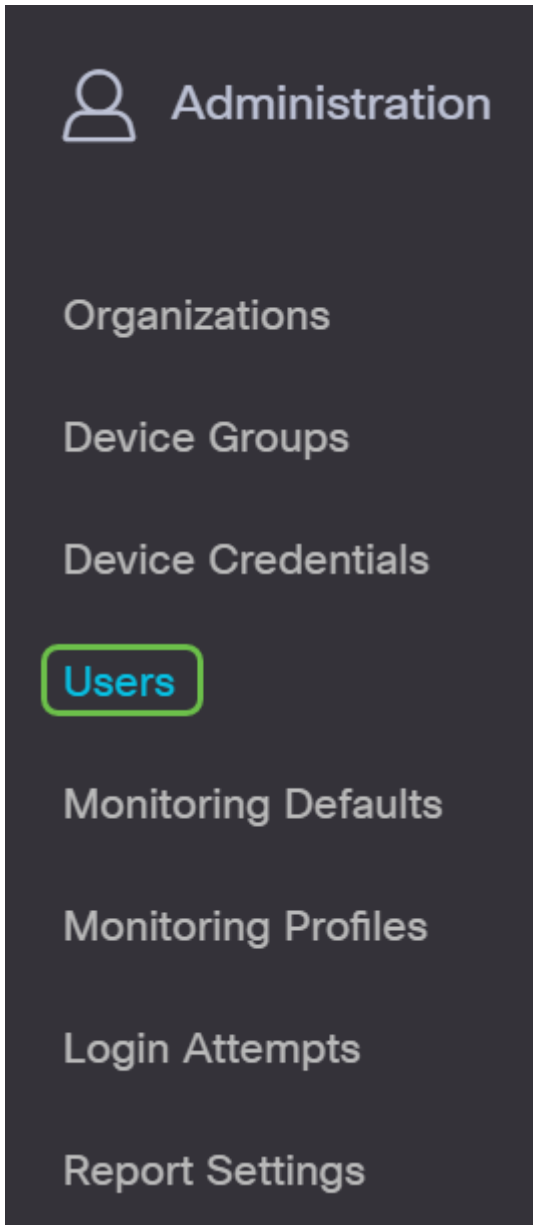 Administration
Organizations
Device Groups
Device Credentials
Users
Monitoring Defaults
Monitoring Profiles
Login Attempts
Report Settings